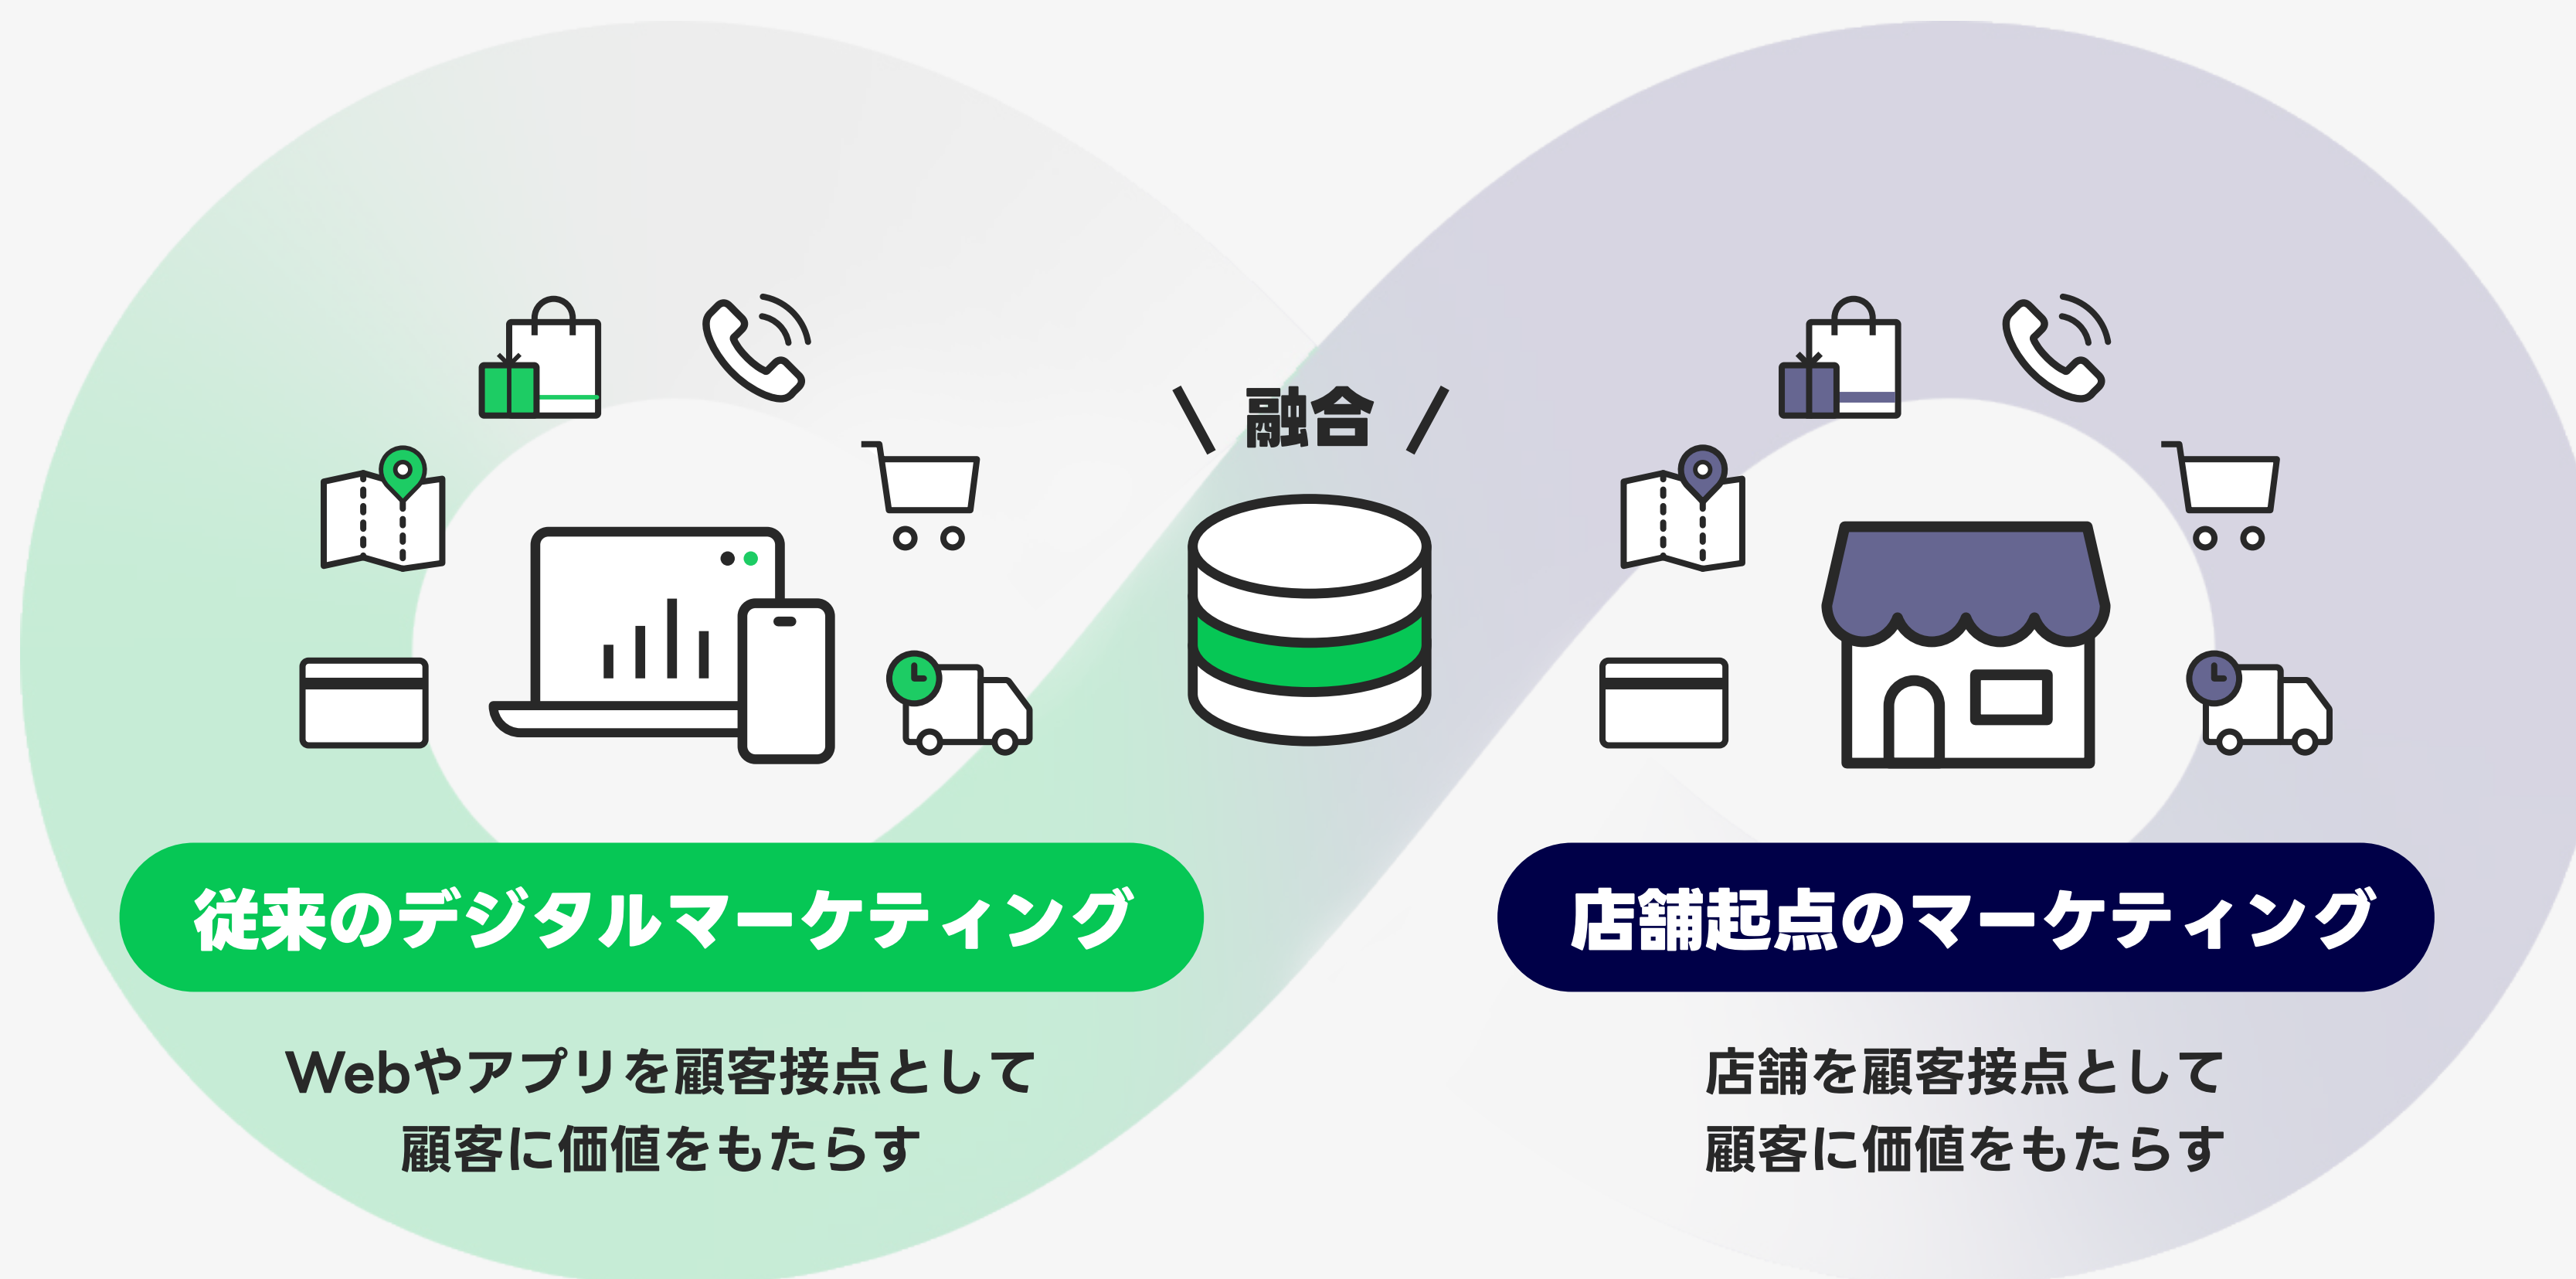 融合
従来のデジタルマーケティング
Webやアプリを顧客接点として
顧客に価値をもたらす
店舗起点のマーケティング
店舗を顧客接点として
顧客に価値をもたらす